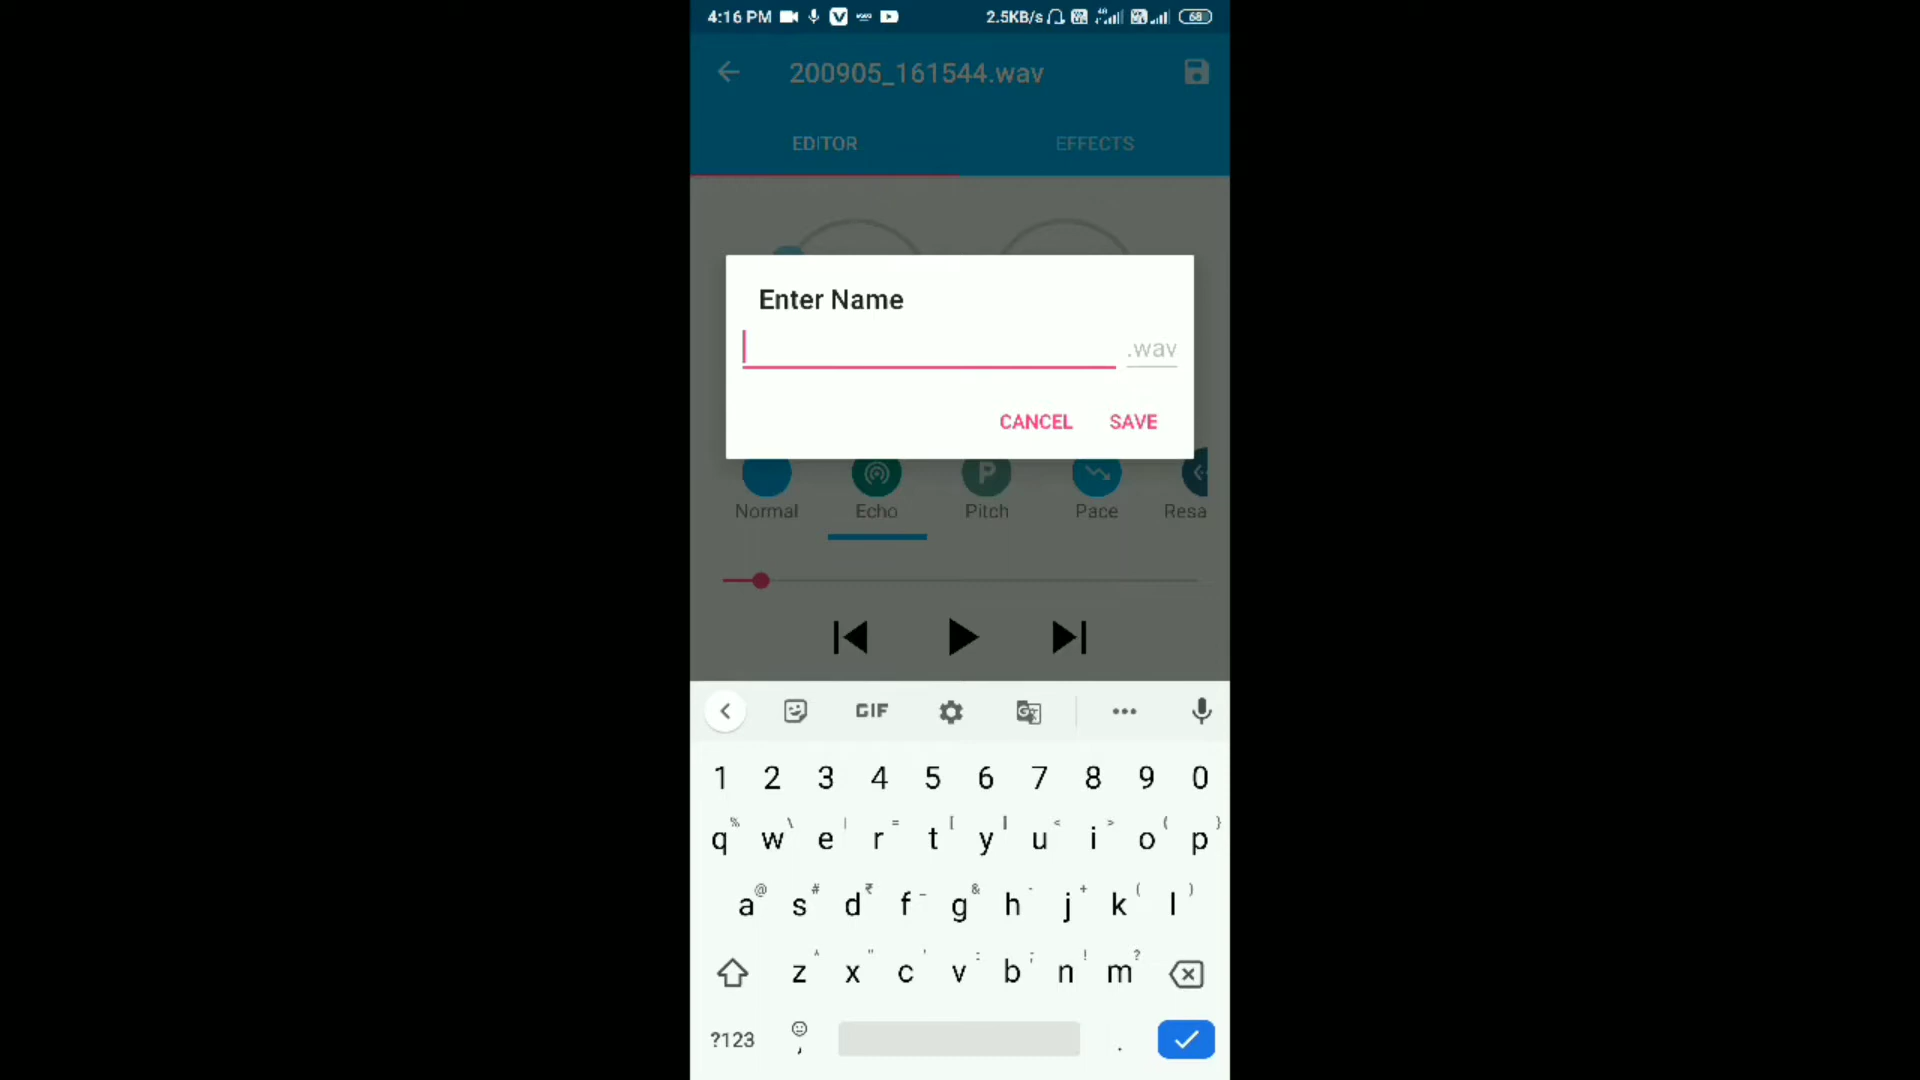 4:16 PM 2.5KB/s 68
200905_161544.wav
EDITOR EFFECTS
Enter Name
.wav
CANCEL SAVE
Normal Echo Pitch Pace Resa
GIF
1 2 3 4 5 6 7 8 9 0
q w e r t y u i o p
a s d f g h j k l
z x c v b n m
?123 , .